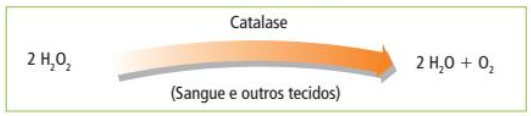 Catalase
2 H₂O₂
2 H₂O + O₂
(Sangue e outros tecidos)